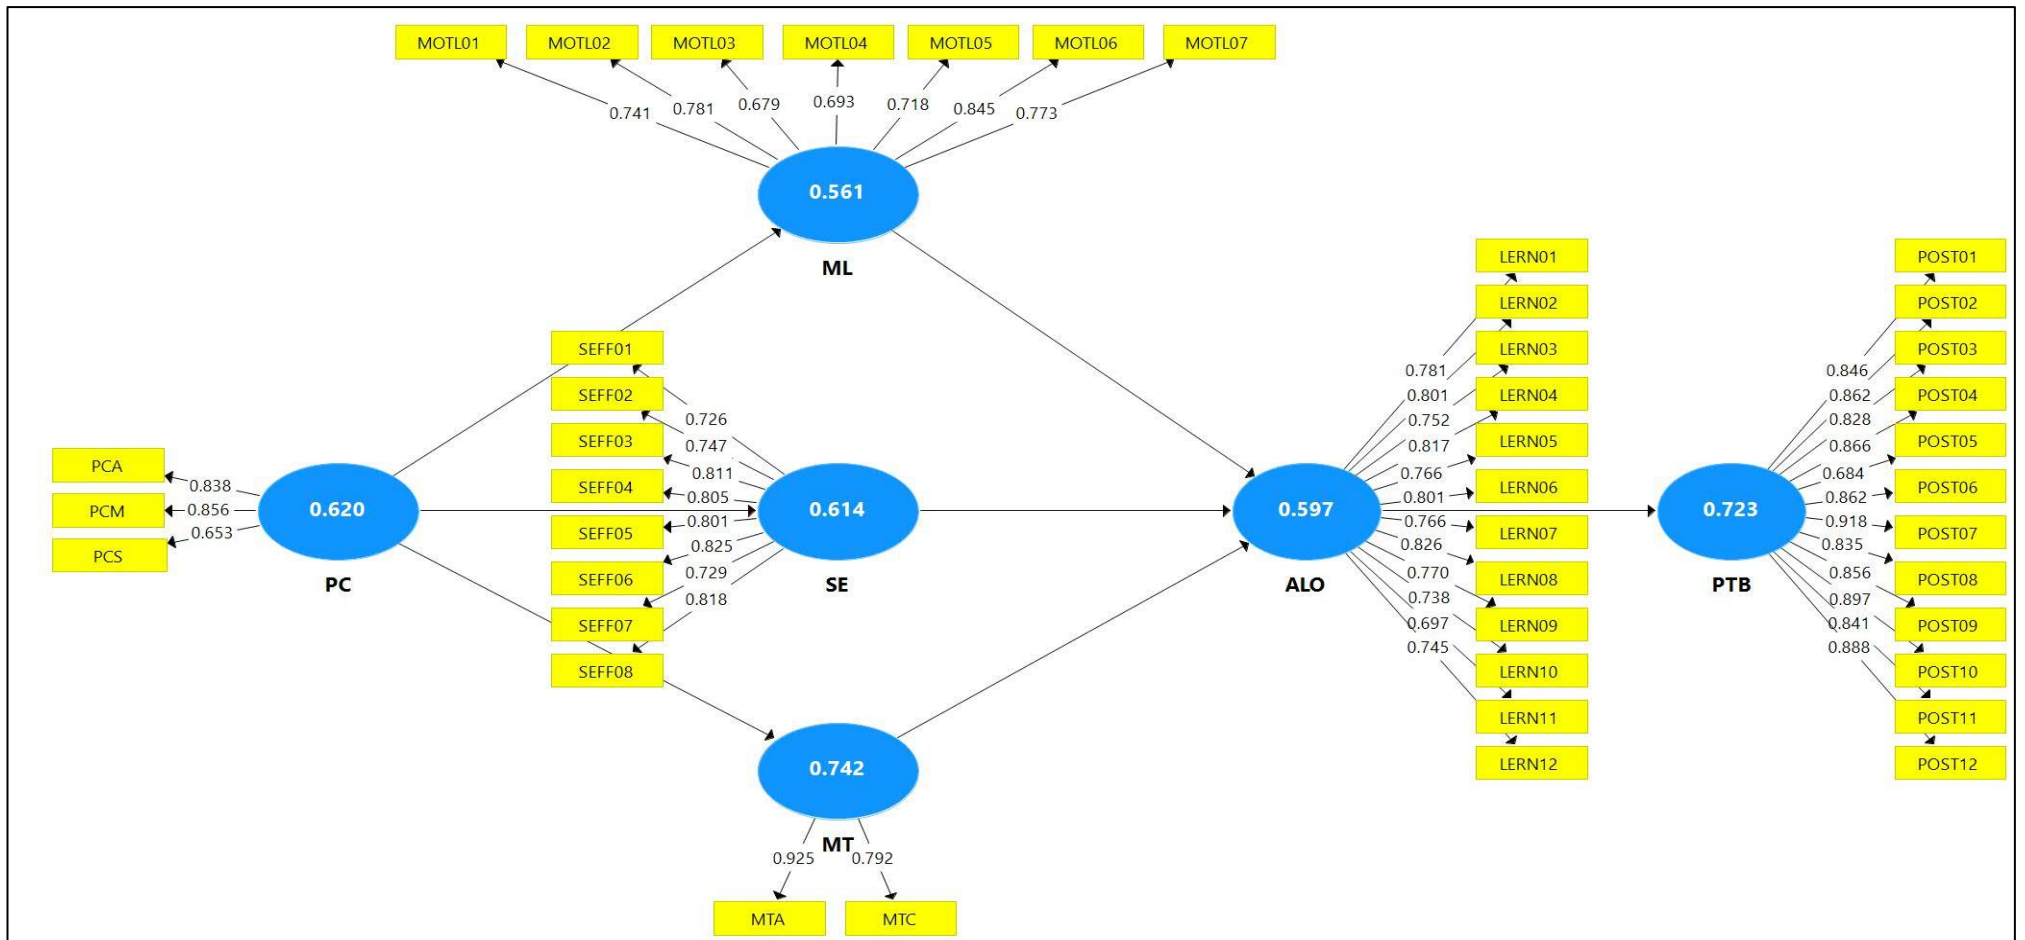 MOTL01 MOTL02 MOTL03 MOTL04 MOTL05 MOTL06 MOTL07
0.741 0.781 0.679 0.693 0.718 0.845 0.773
0.561
ML
SEFF01
SEFF02
SEFF03
SEFF04
SEFF05
SEFF06
SEFF07
SEFF08
0.726
0.747
0.811
0.805
0.801
0.825
0.729
0.818
PCA
PCM
PCS
0.838
0.856
0.653
0.620
PC
0.614
SE
0.597
ALO
0.781
0.801
0.752
0.817
0.766
0.801
0.766
0.826
0.770
0.738
0.697
0.745
LERN01
LERN02
LERN03
LERN04
LERN05
LERN06
LERN07
LERN08
LERN09
LERN10
LERN11
LERN12
0.723
PTB
0.846
0.862
0.828
0.866
0.684
0.862
0.918
0.835
0.856
0.897
0.841
0.888
POST01
POST02
POST03
POST04
POST05
POST06
POST07
POST08
POST09
POST10
POST11
POST12
0.742
MT
0.925 0.792
MTA MTC